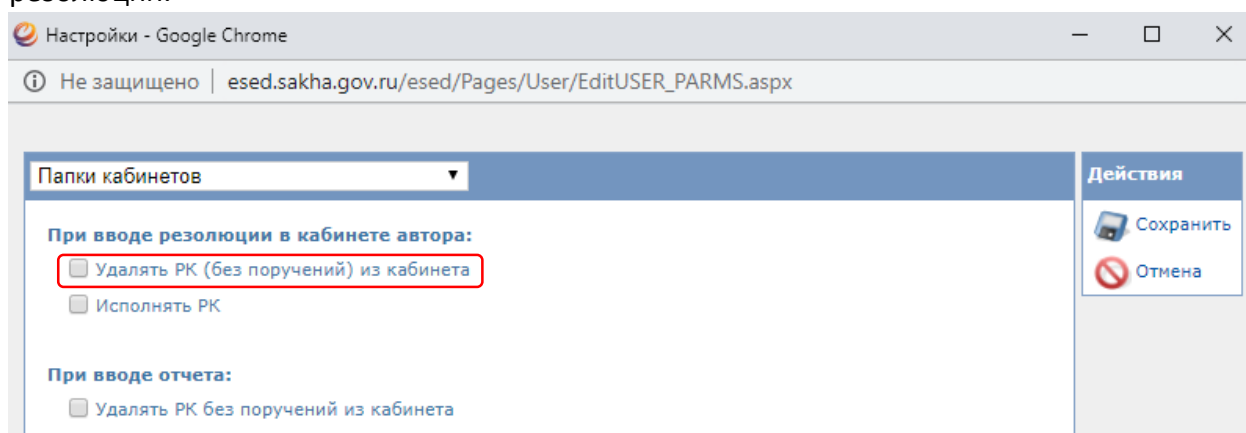 Настройки - Google Chrome
Не защищено | esed.sakha.gov.ru/esed/Pages/User/EditUSER_PARMS.aspx
Папки кабинетов
Действия
При вводе резолюции в кабинете автора:
Сохранить
Удалять РК (без поручений) из кабинета
Отмена
Исполнять РК
При вводе отчета:
Удалять РК без поручений из кабинета